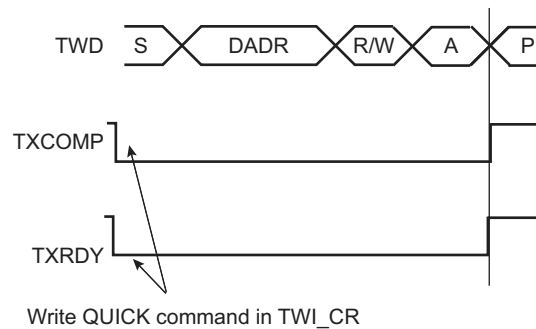 TWD S DADR R/W A P
TXCOMP
TXRDY
Write QUICK command in TWI_CR